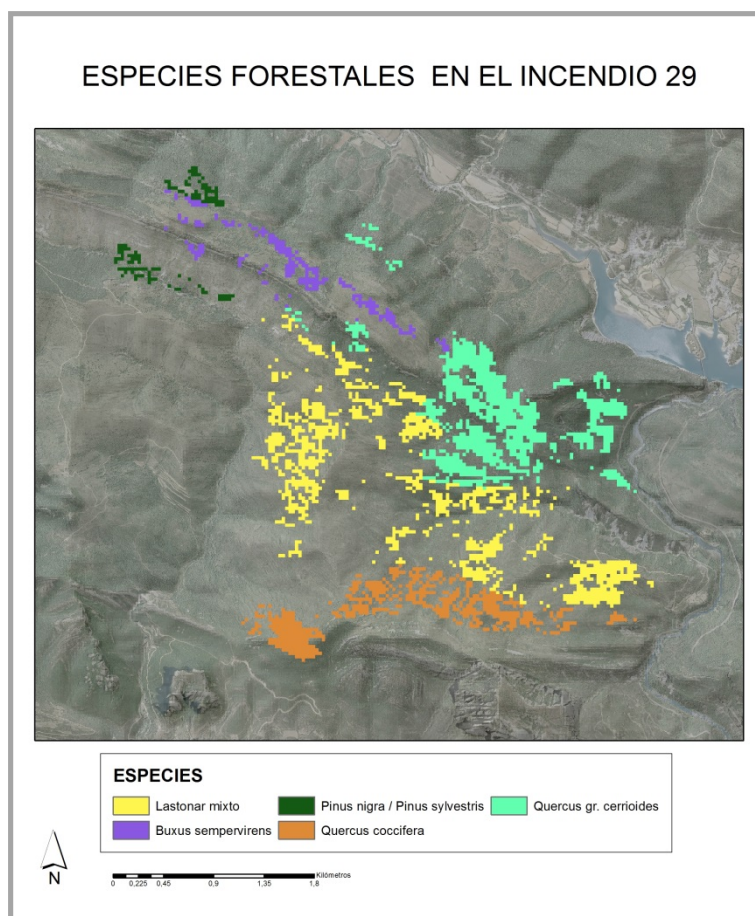 ESPECIES FORESTALES EN EL INCENDIO 29
ESPECIES
Lastonar mixto
Pinus nigra / Pinus sylvestris
Quercus gr. cerrioides
Buxus sempervirens
Quercus coccifera
N
Kilómetros
0 0,225 0,45 0,9 1,35 1,8